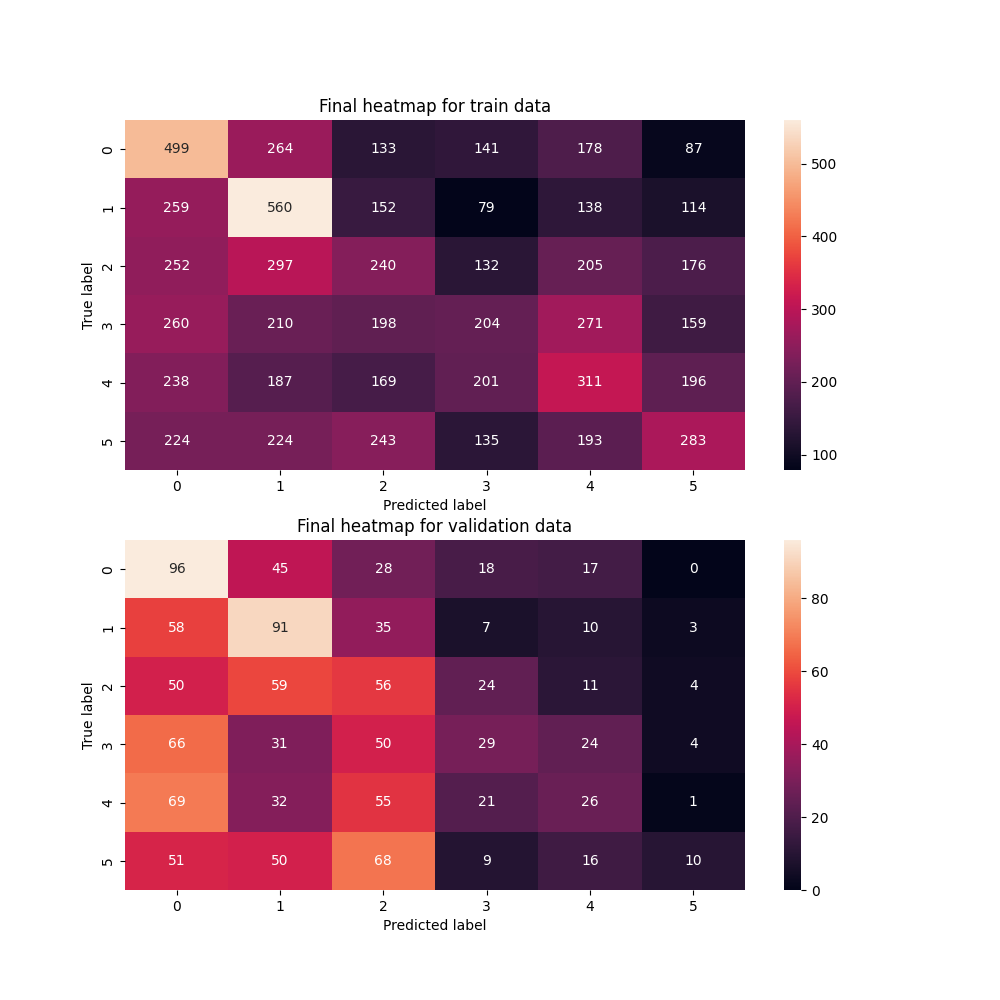 Final heatmap for train data
0 499 264 133 141 178 87
1 259 560 152 79 138 114
2 252 297 240 132 205 176
3 260 210 198 204 271 159
4 238 187 169 201 311 196
5 224 224 243 135 193 283
0 1 2 3 4 5
True label
Predicted label
500
400
300
200
100
Final heatmap for validation data
0 96 45 28 18 17 0
1 58 91 35 7 10 3
2 50 59 56 24 11 4
3 66 31 50 29 24 4
4 69 32 55 21 26 1
5 51 50 68 9 16 10
0 1 2 3 4 5
True label
Predicted label
80
60
40
20
0